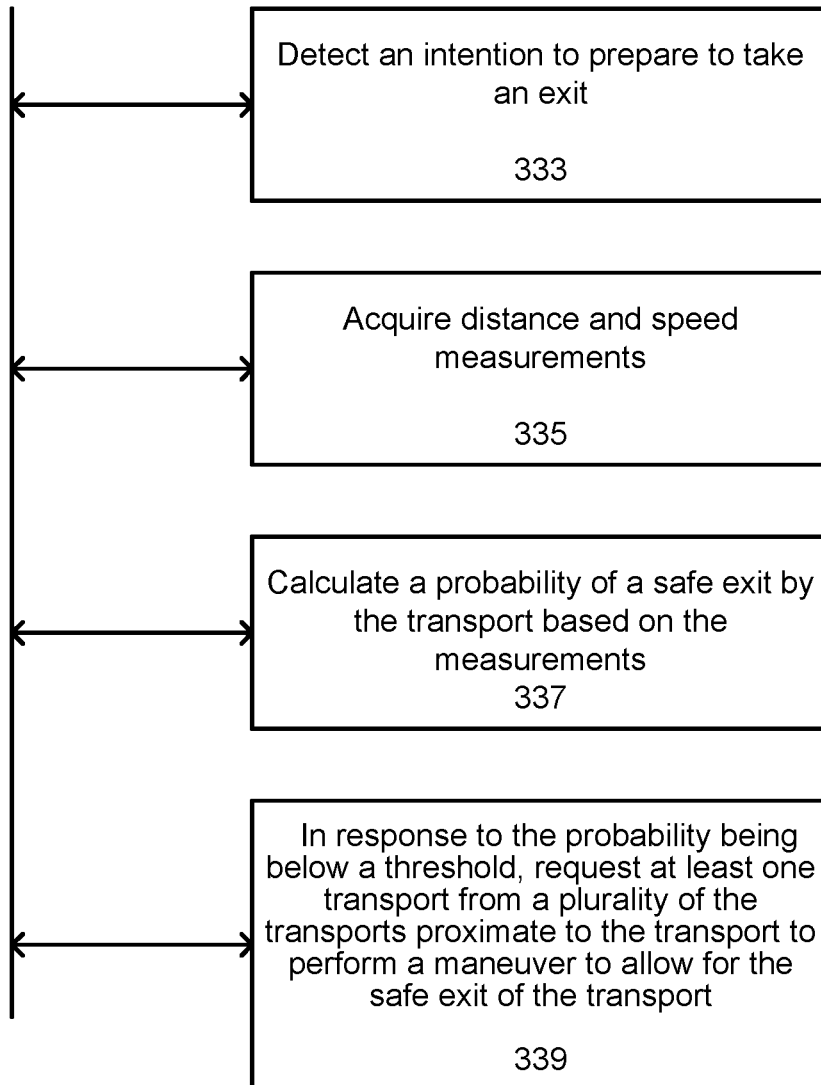 Detect an intention to prepare to take
an exit
333
Acquire distance and speed
measurements
335
Calculate a probability of a safe exit by
the transport based on the
measurements
337
In response to the probability being
below a threshold, request at least one
transport from a plurality of the
transports proximate to the transport to
perform a maneuver to allow for the
safe exit of the transport
339